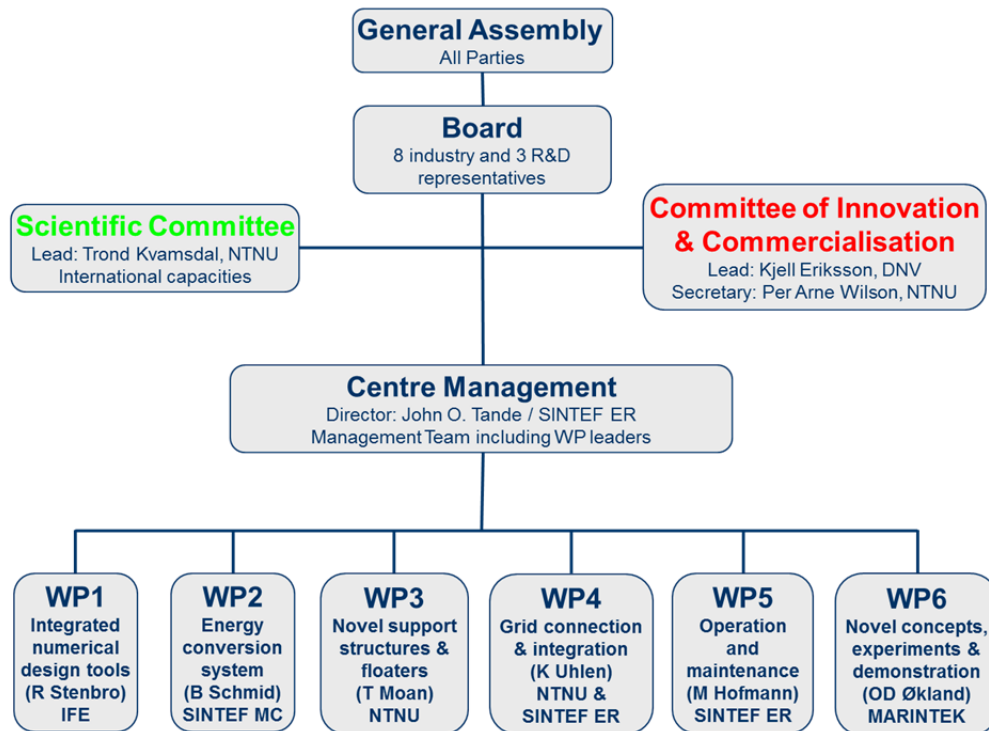 General Assembly
All Parties
Board
8 industry and 3 R&D
representatives
Scientific Committee
Lead: Trond Kvamsdal, NTNU
International capacities
Committee of Innovation
& Commercialisation
Lead: Kjell Eriksson, DNV
Secretary: Per Arne Wilson, NTNU
Centre Management
Director: John O. Tande / SINTEF ER
Management Team including WP leaders
WP1
Integrated
numerical
design tools
(R Stenbro)
IFE
WP2
Energy
conversion
system
(B Schmid)
SINTEF MC
WP3
Novel support
structures &
floaters
(T Moan)
NTNU
WP4
Grid connection
& integration
(K Uhlen)
NTNU &
SINTEF ER
WP5
Operation
and
maintenance
(M Hofmann)
SINTEF ER
WP6
Novel concepts,
experiments &
demonstration
(OD Økland)
MARINTEK